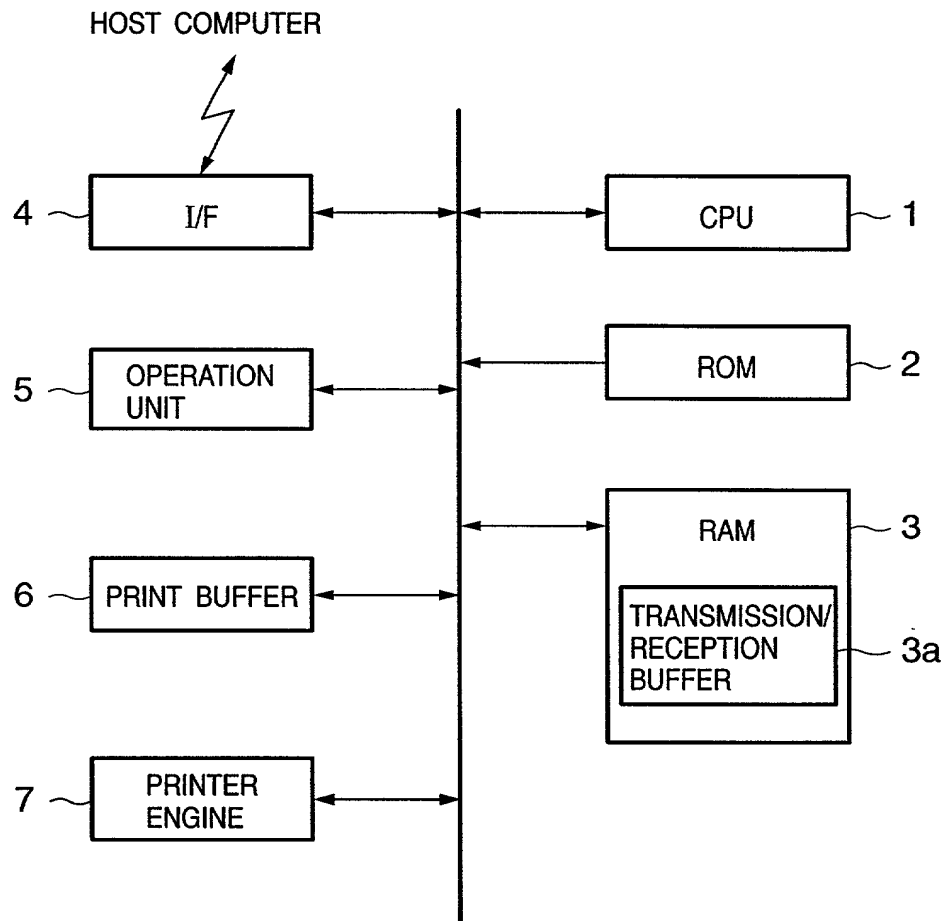 HOST COMPUTER
4
I/F
CPU
1
5
OPERATION
UNIT
ROM
2
RAM
3
6
PRINT BUFFER
TRANSMISSION/
RECEPTION
BUFFER
3a
7
PRINTER
ENGINE